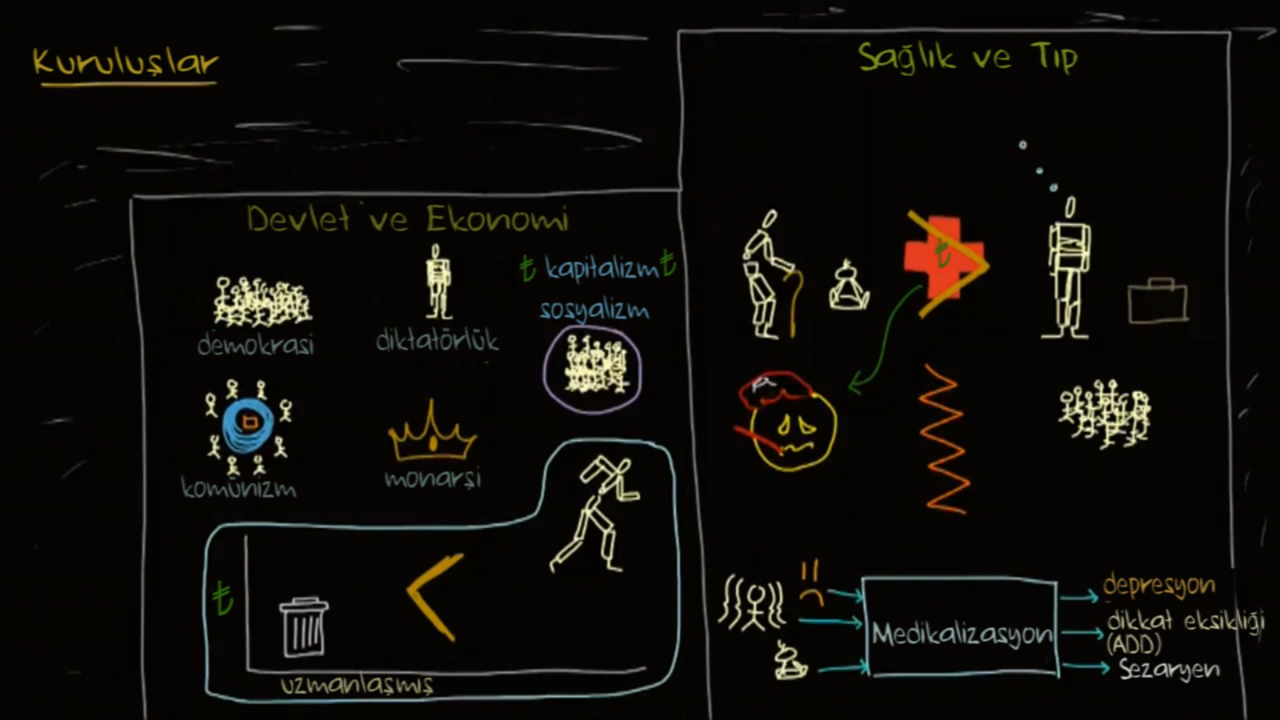 Kuruluşlar
Sağlık ve Tıp
Devlet ve Ekonomi
₺ kapitalizm ₺
sosyalizm
demokrasi
diktatörlük
komünizm
monarşi
₺
uzmanlaşmış
₺
Medikalizasyon
depresyon
dikkat eksikliği
(ADD)
Sezaryen